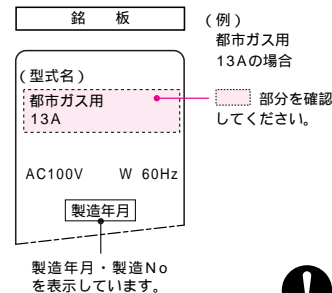 銘 板
(例)
都市ガス用
13Aの場合
(型式名)
都市ガス用
13A
部分を確認
してください。
AC100V W 60Hz
製造年月
製造年月・製造No
を表示しています。